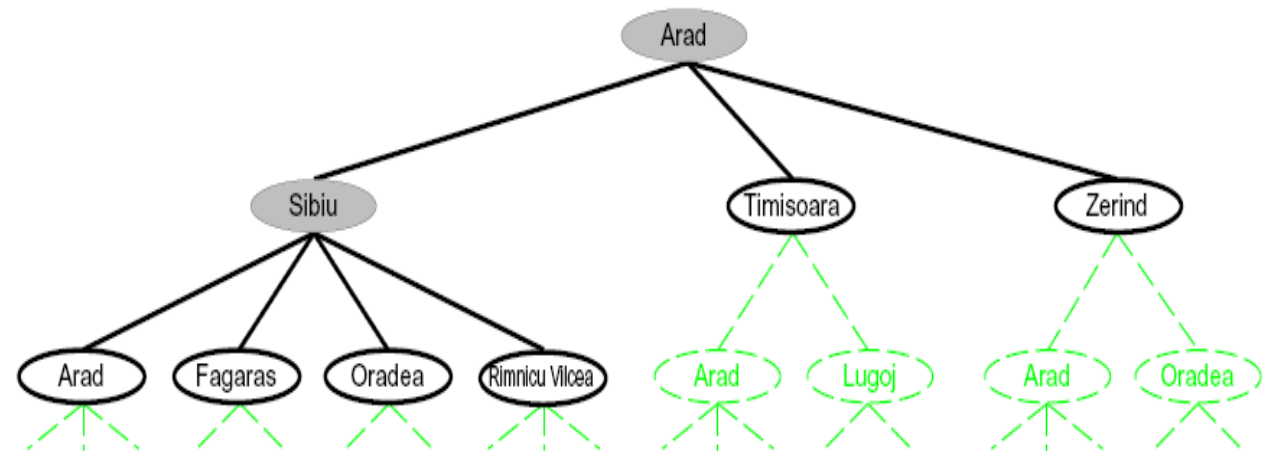 Arad
Sibiu
Timisoara
Zerind
Arad
Fagaras
Oradea
Rimnicu Vilcea
Arad
Lugoj
Arad
Oradea